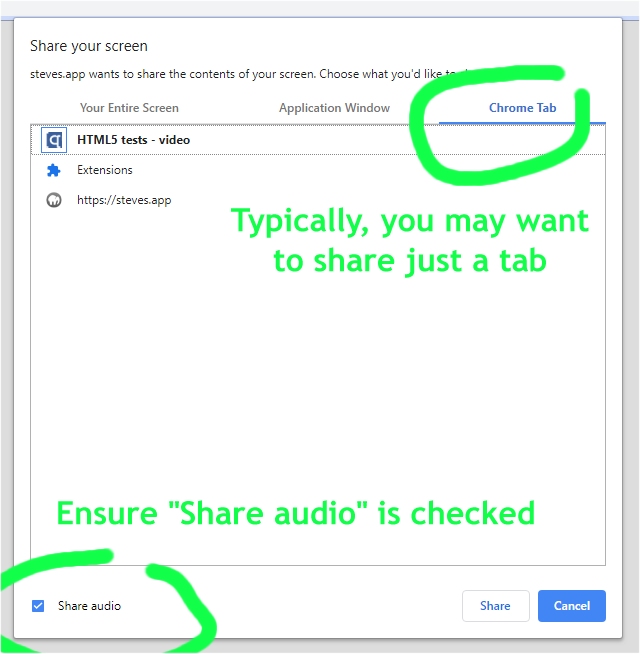 Share your screen
steves.app wants to share the contents of your screen. Choose what you'd like to
Your Entire Screen
Application Window
Chrome Tab
HTML5 tests - video
Extensions
https://steves.app
Typically, you may want
to share just a tab
Ensure "Share audio" is checked
Share audio
Share
Cancel